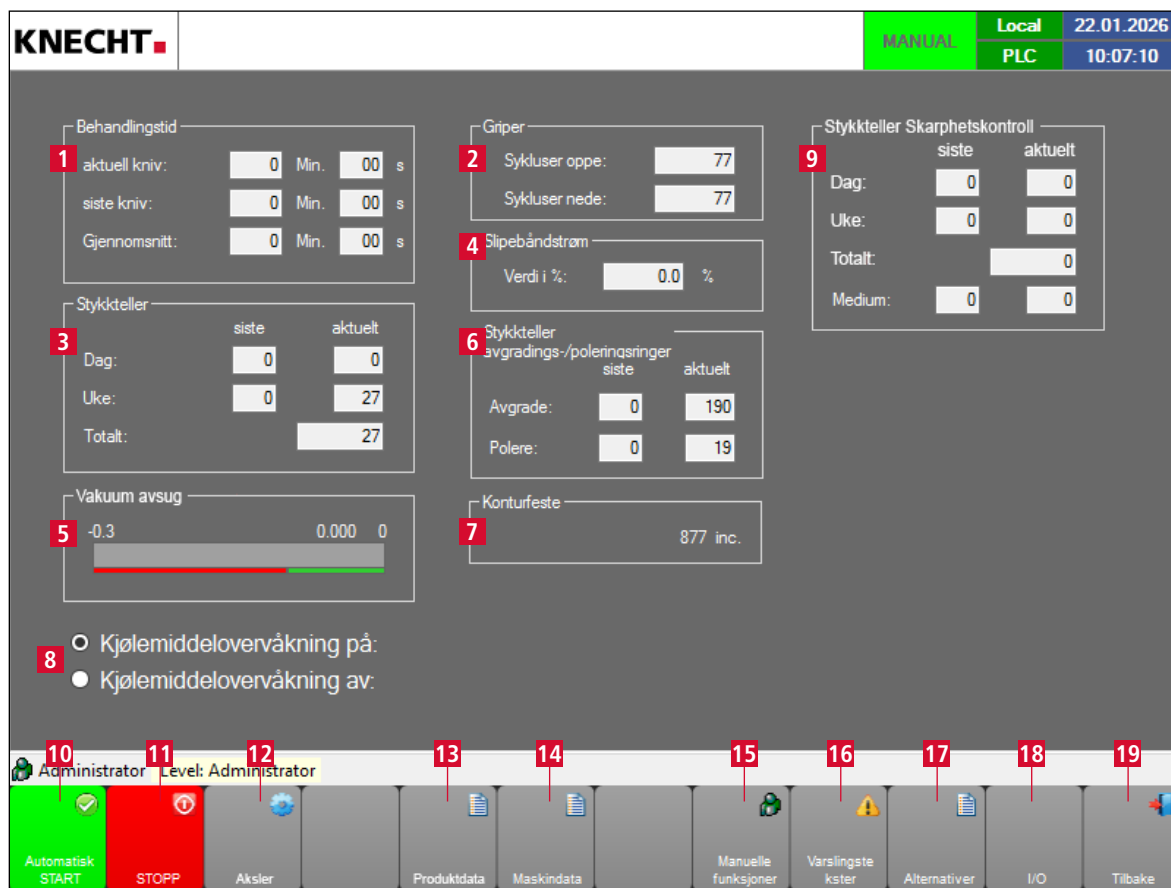 KNECHT
MANUAL
Local 22.01.2026
PLC 10:07:10
Behandlingstid
1 aktuell kniv: 0 Min. 00 s
siste kniv: 0 Min. 00 s
Gjennomsnitt: 0 Min. 00 s
Griper
2 Sykluser oppe: 77
Sykluser nede: 77
Stykkteller Skarphetskontroll
9 siste aktuelt
Dag: 0 0
Uke: 0 0
Totalt: 0
Medium: 0 0
Stykkteller
3 siste aktuelt
Dag: 0 0
Uke: 0 27
Totalt: 27
4 Slipebåndstrøm
Verdi i %: 0.0 %
6 Stykkteller
avgradings-/poleringsringer
siste aktuelt
Avgrade: 0 190
Polere: 0 19
Vakuum avsug
5 -0.3 0.000 0
Konturfeste
7 877 inc.
8 Kjølemiddelovervåkning på:
Kjølemiddelovervåkning av:
10 11 12 13 14 15 16 17 18 19
Administrator Level: Administrator
Automatisk
START
STOPP
Aksler
Produktdata
Maskindata
Manuelle
funksjoner
Varslingste
kster
Alternativer
I/O
Tilbake